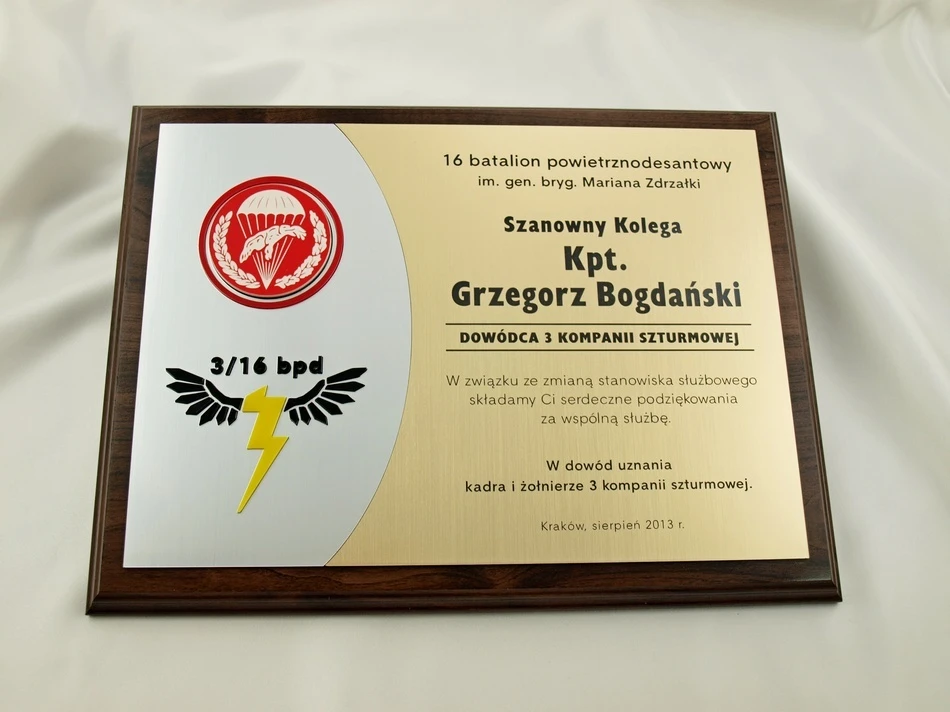 16 batalion powietrznodesantowy
im. gen. bryg. Mariana Zdrzałki
Szanowny Kolega
Kpt.
Grzegorz Bogdański
DOWÓDCA 3 KOMPANII SZTURMOWEJ
W związku ze zmianą stanowiska służbowego
składamy Ci serdeczne podziękowania
za wspólną służbę.
W dowód uznania
kadra i żołnierze 3 kompanii szturmowej.
Kraków, sierpień 2013 r.
3/16 bpd